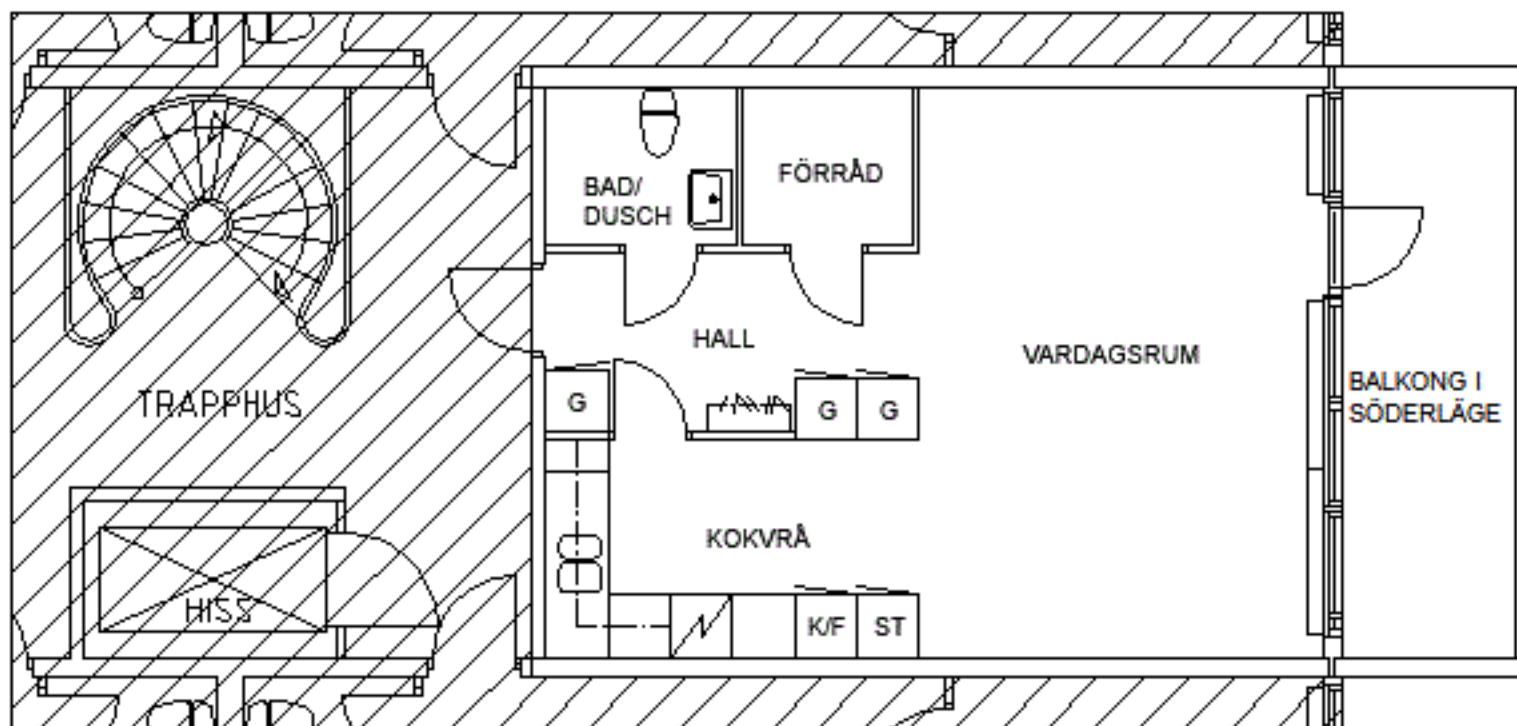 BAD/
DUSCH
FÖRRÅD
HALL
VARDAGSRUM
BALKONG I
SÖDERLÄGE
TRAPPHUS
G
G
G
KOKVRÅ
HISS
K/F
ST